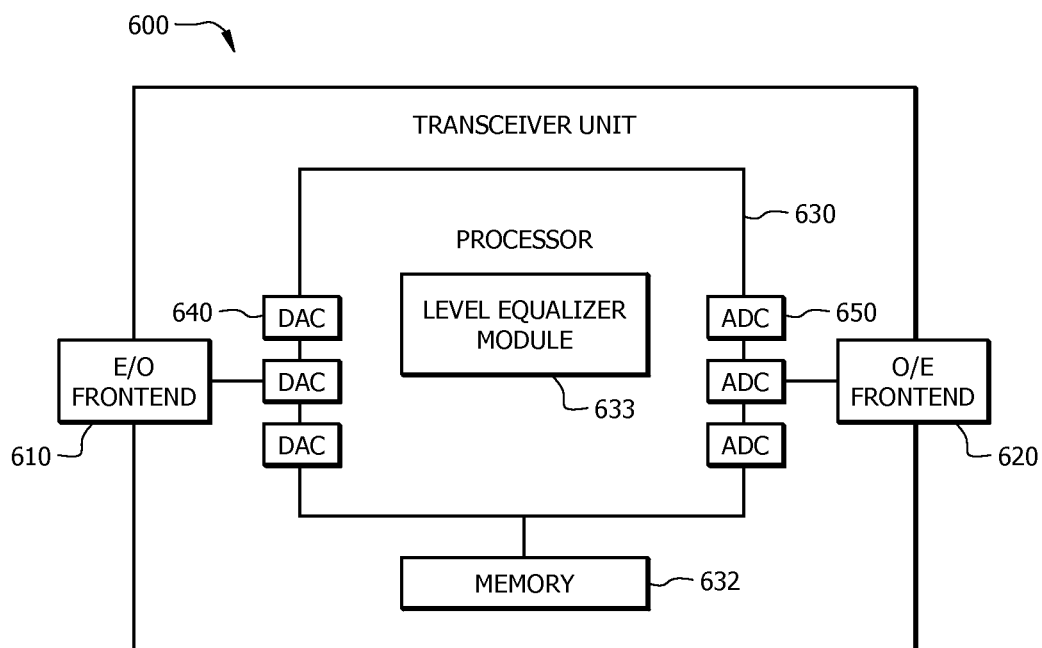 600
TRANSCEIVER UNIT
630
PROCESSOR
640
DAC
LEVEL EQUALIZER
MODULE
ADC
650
E/O
FRONTEND
DAC
ADC
O/E
FRONTEND
633
610
DAC
ADC
620
MEMORY
632